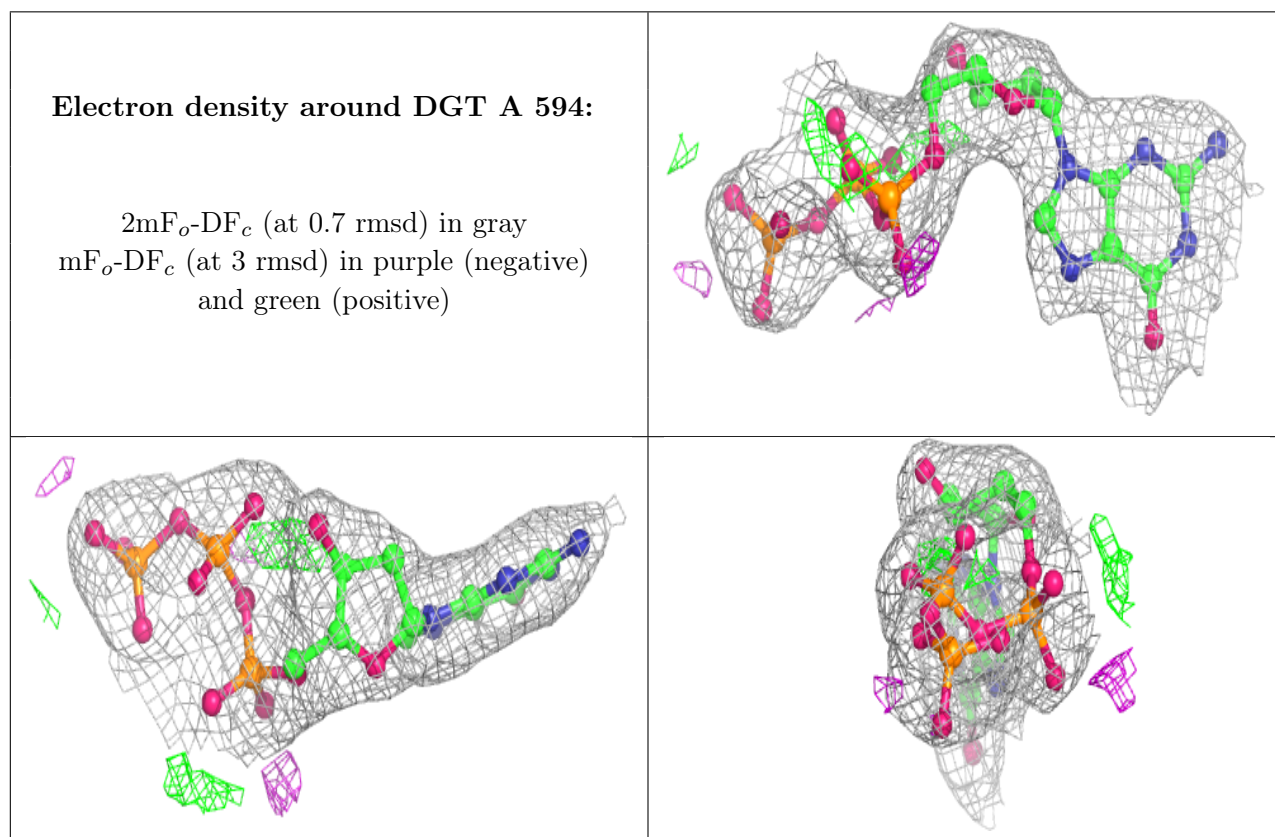 Electron density around DGT A 594:
2mFo-DFc (at 0.7 rmsd) in gray
mFo-DFc (at 3 rmsd) in purple (negative)
and green (positive)